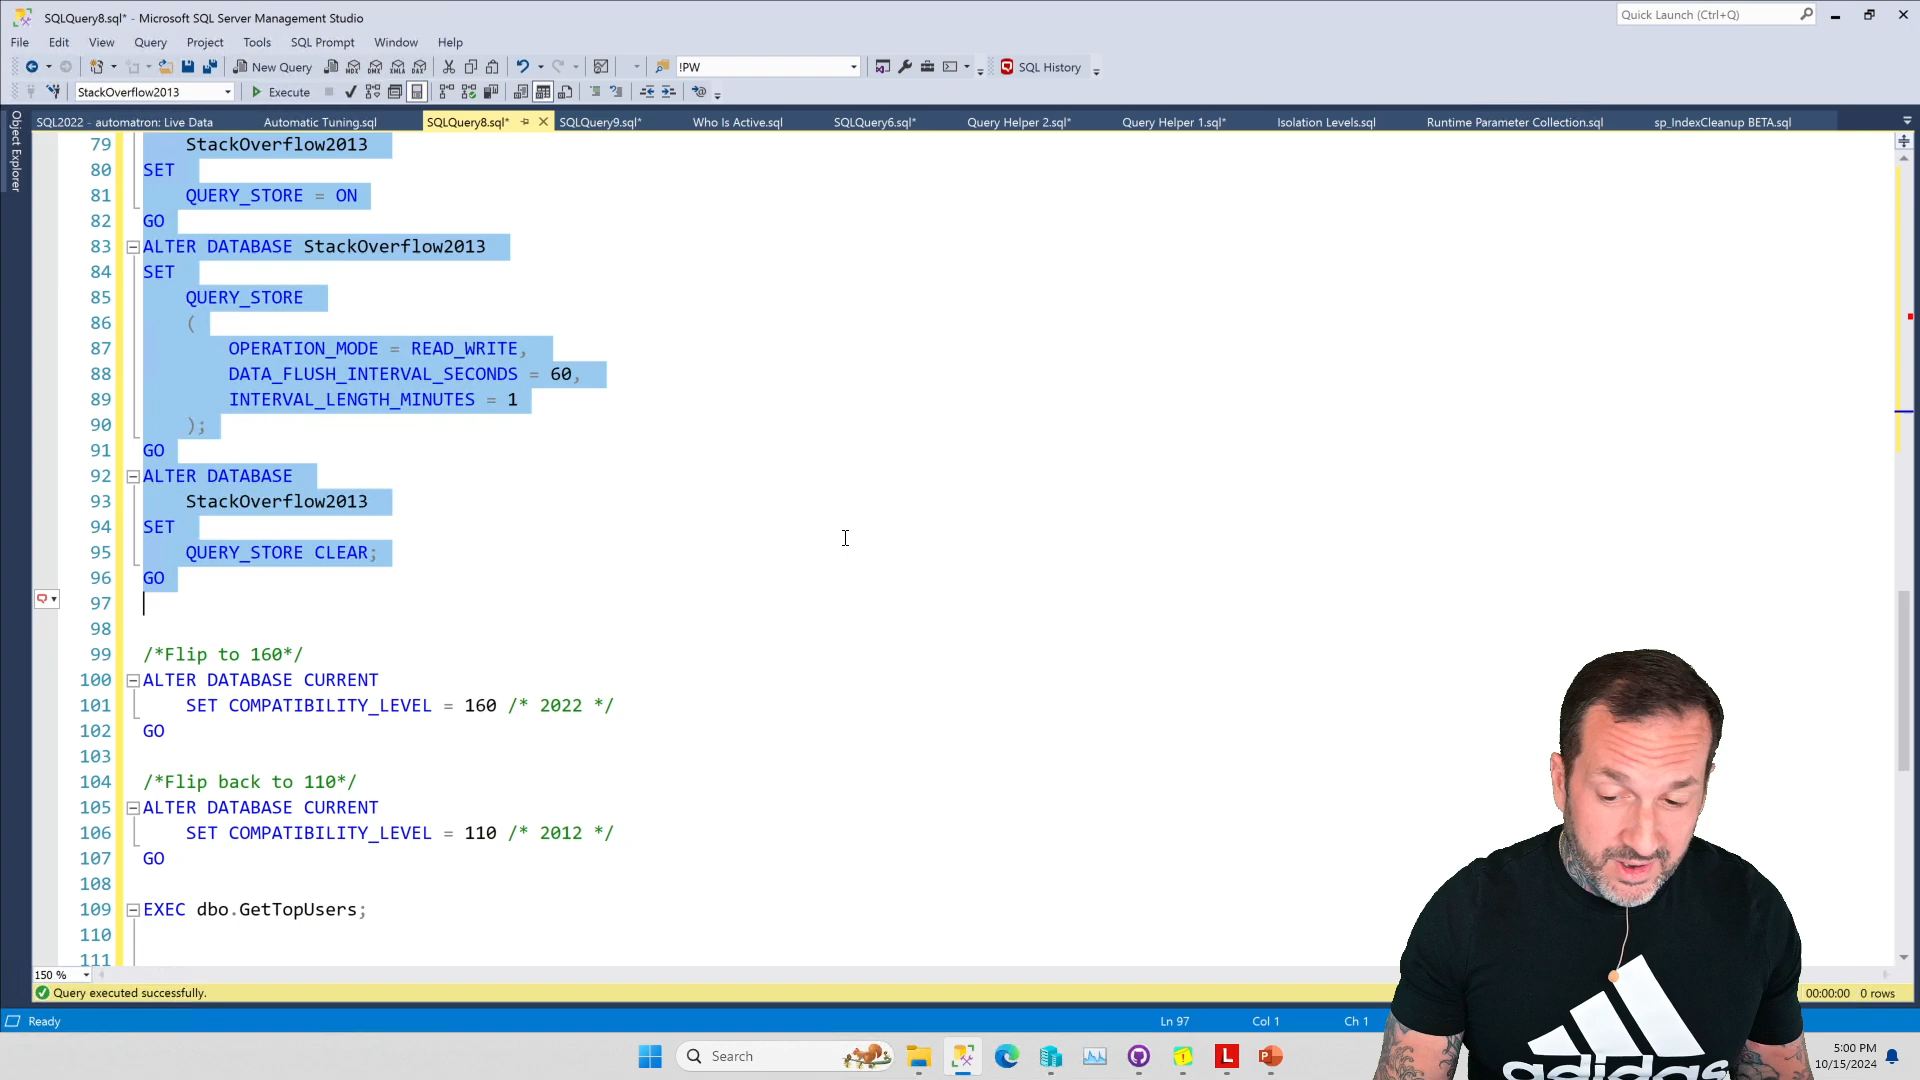 SQLQuery8.sql* - Microsoft SQL Server Management Studio
Quick Launch (Ctrl+Q)
File Edit View Query Project Tools SQL Prompt Window Help
New Query
MDX DMX XMLA DAX
!PW
SQL History
StackOverflow2013
Execute
SQL2022 - automatron: Live Data
Automatic Tuning.sql
SQLQuery8.sql*
SQLQuery9.sql*
Who Is Active.sql
SQLQuery6.sql*
Query Helper 2.sql*
Query Helper 1.sql*
Isolation Levels.sql
Runtime Parameter Collection.sql
sp_IndexCleanup BETA.sql
Object Explorer
79 StackOverflow2013
80 SET
81 QUERY_STORE = ON
82 GO
83 ALTER DATABASE StackOverflow2013
84 SET
85 QUERY_STORE
86 (
87 OPERATION_MODE = READ_WRITE,
88 DATA_FLUSH_INTERVAL_SECONDS = 60,
89 INTERVAL_LENGTH_MINUTES = 1
90 );
91 GO
92 ALTER DATABASE
93 StackOverflow2013
94 SET
95 QUERY_STORE CLEAR;
96 GO
97
98
99 /*Flip to 160*/
100 ALTER DATABASE CURRENT
101 SET COMPATIBILITY_LEVEL = 160 /* 2022 */
102 GO
103
104 /*Flip back to 110*/
105 ALTER DATABASE CURRENT
106 SET COMPATIBILITY_LEVEL = 110 /* 2012 */
107 GO
108
109 EXEC dbo.GetTopUsers;
110
111
150 %
Query executed successfully.
00:00:00 0 rows
Ready
Ln 97 Col 1 Ch 1
Search
L
P
5:00 PM
10/15/2024
adidas